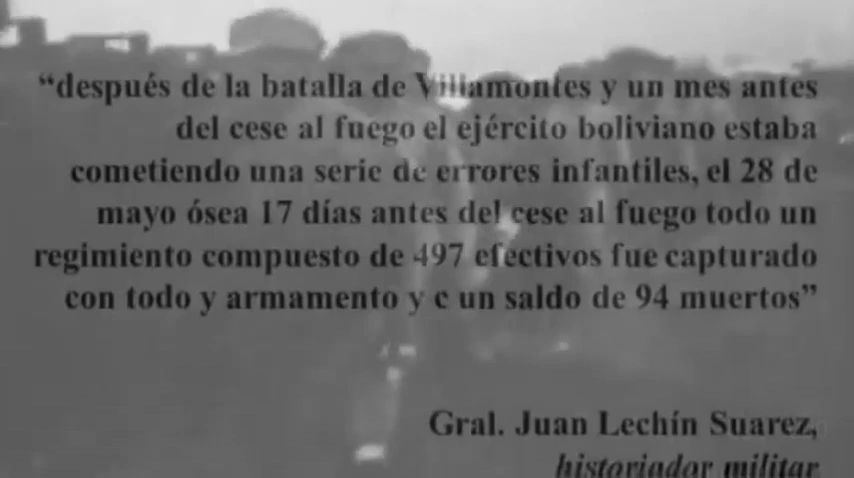 “después de la batalla de Villamontes y un mes antes
del cese al fuego el ejército boliviano estaba
cometiendo una serie de errores infantiles, el 28 de
mayo ósea 17 días antes del cese al fuego todo un
regimiento compuesto de 497 efectivos fue capturado
con todo y armamento y c un saldo de 94 muertos”
Gral. Juan Lechín Suarez,
historiador militar